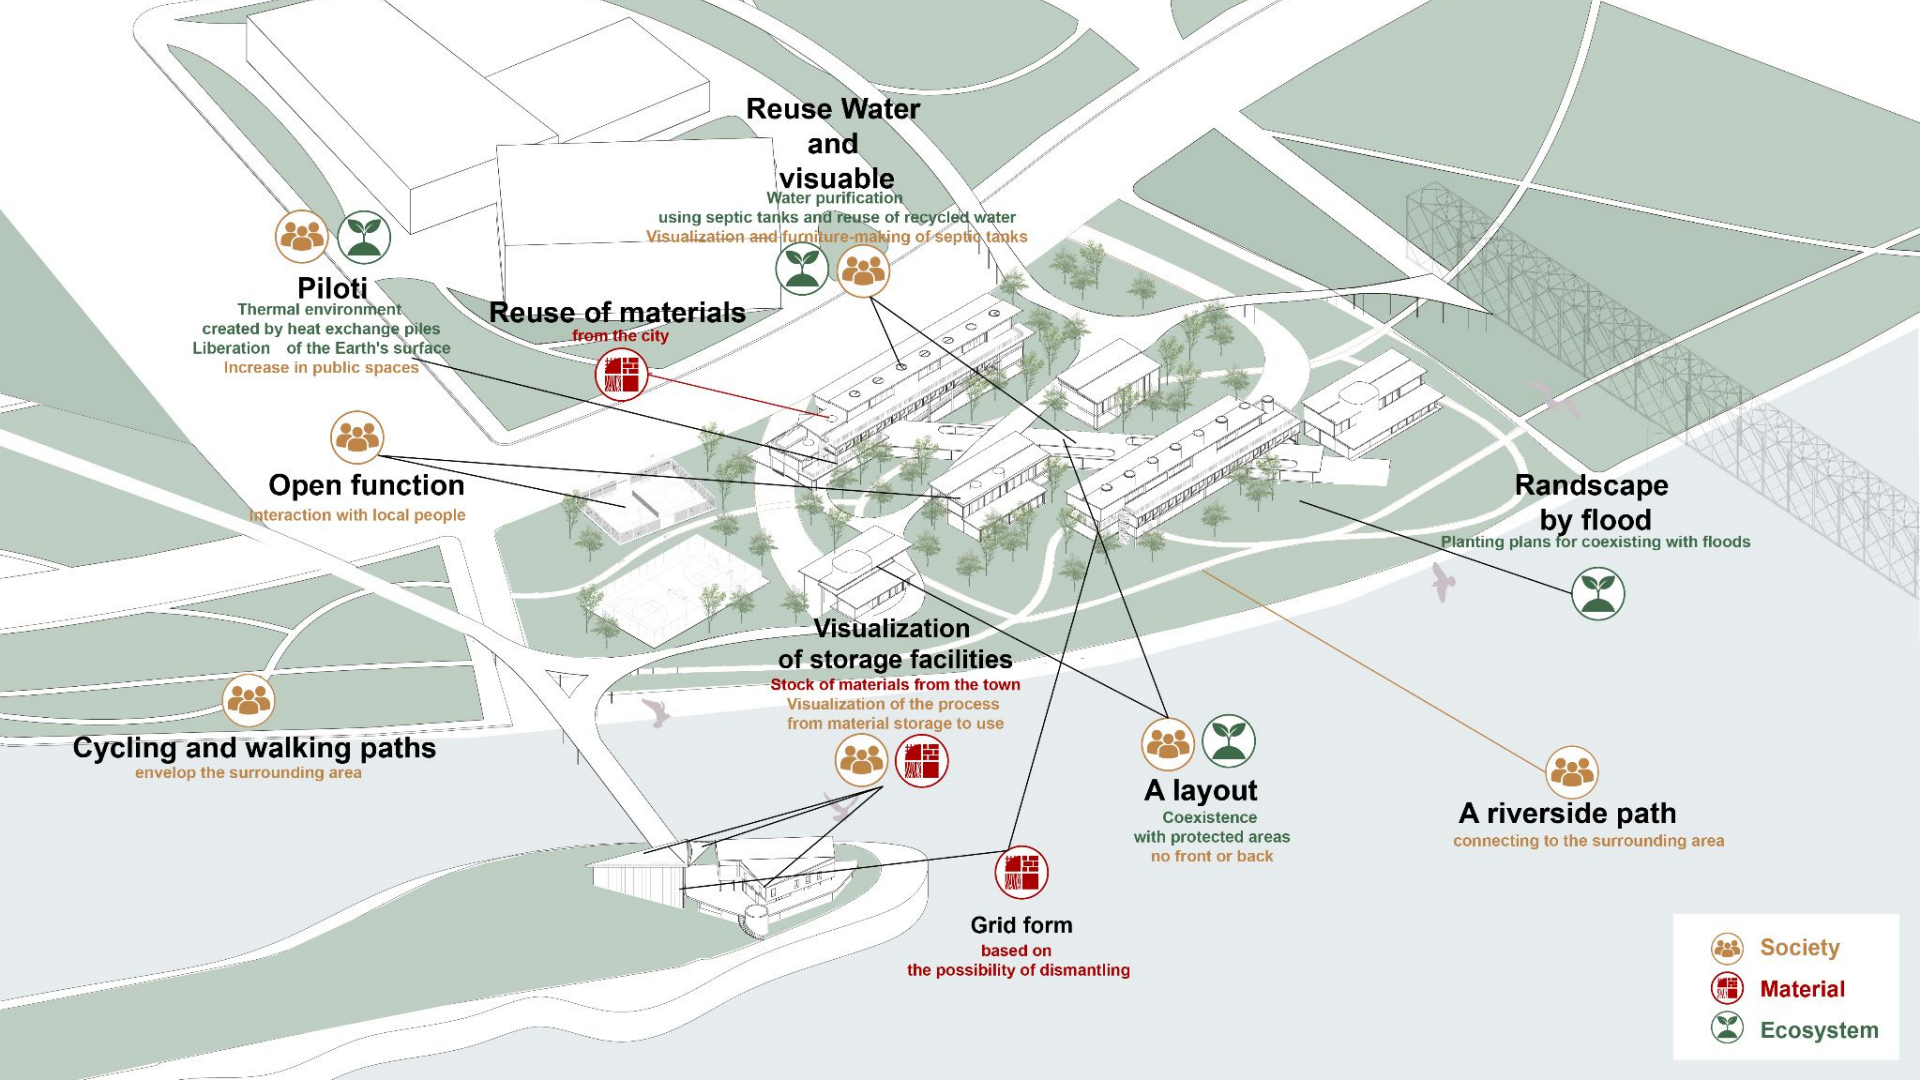 Reuse Water
and
visuable
Water purification
using septic tanks and reuse of recycled water
Visualization and furniture-making of septic tanks
Piloti
Thermal environment
created by heat exchange piles
Liberation of the Earth's surface
Increase in public spaces
Reuse of materials
from the city
Open function
Interaction with local people
Randscape
by flood
Planting plans for coexisting with floods
Visualization
of storage facilities
Stock of materials from the town
Visualization of the process
from material storage to use
Cycling and walking paths
envelop the surrounding area
A layout
Coexistence
with protected areas
no front or back
A riverside path
connecting to the surrounding area
Grid form
based on
the possibility of dismantling
Society
Material
Ecosystem